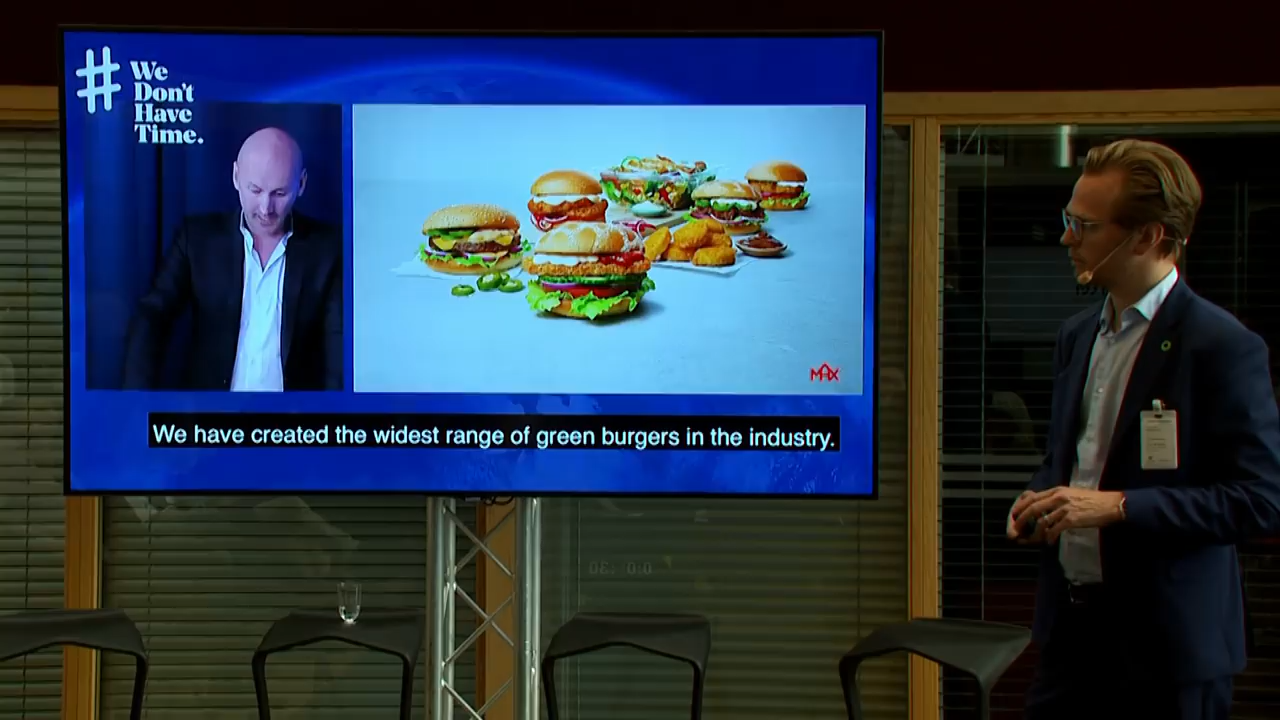 #
We
Don't
Have
Time.
MAX
We have created the widest range of green burgers in the industry.